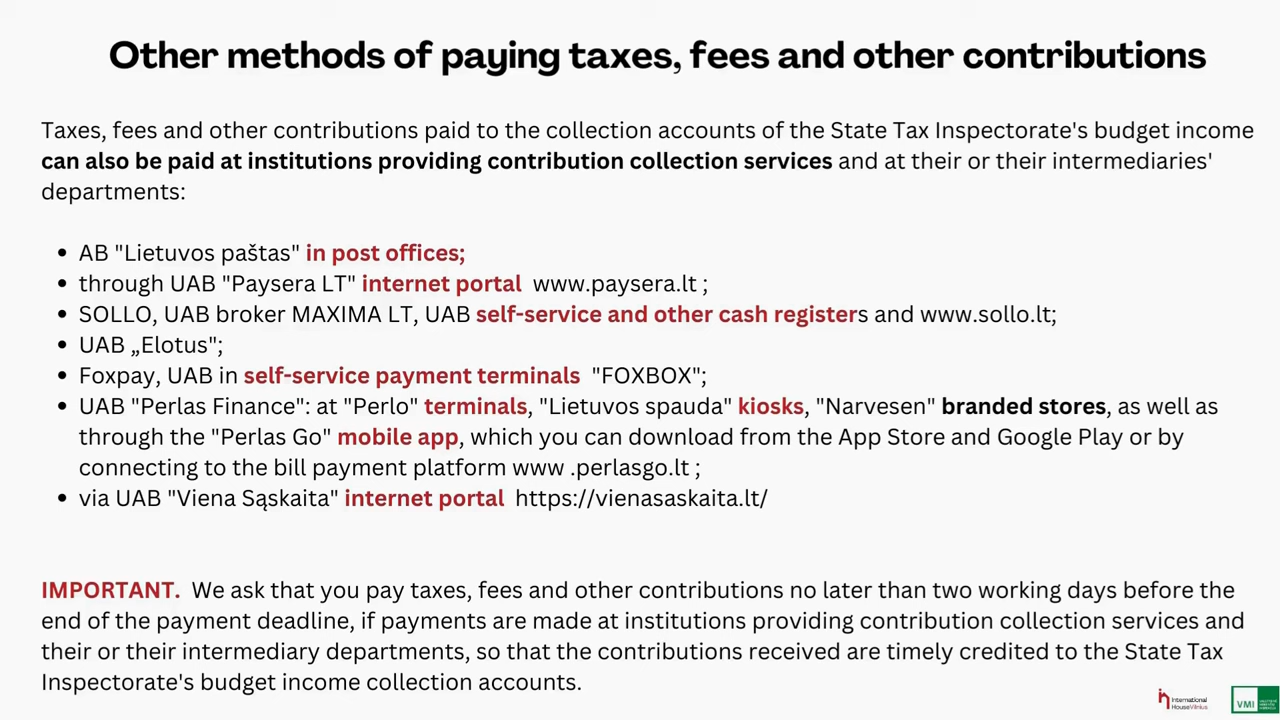 Other methods of paying taxes, fees and other contributions
Taxes, fees and other contributions paid to the collection accounts of the State Tax Inspectorate's budget income
can also be paid at institutions providing contribution collection services and at their or their intermediaries'
departments:
• AB "Lietuvos paštas" in post offices;
• through UAB "Paysera LT" internet portal www.paysera.lt ;
• SOLLO, UAB broker MAXIMA LT, UAB self-service and other cash registers and www.sollo.lt;
• UAB „Elotus";
• Foxpay, UAB in self-service payment terminals "FOXBOX";
• UAB "Perlas Finance": at "Perlo" terminals, "Lietuvos spauda" kiosks, "Narvesen" branded stores, as well as
through the "Perlas Go" mobile app, which you can download from the App Store and Google Play or by
connecting to the bill payment platform www .perlasgo.lt ;
• via UAB "Viena Sąskaita" internet portal https://vienasaskaita.lt/
IMPORTANT. We ask that you pay taxes, fees and other contributions no later than two working days before the
end of the payment deadline, if payments are made at institutions providing contribution collection services and
their or their intermediary departments, so that the contributions received are timely credited to the State Tax
Inspectorate's budget income collection accounts.
International
HouseVilnius
VMI